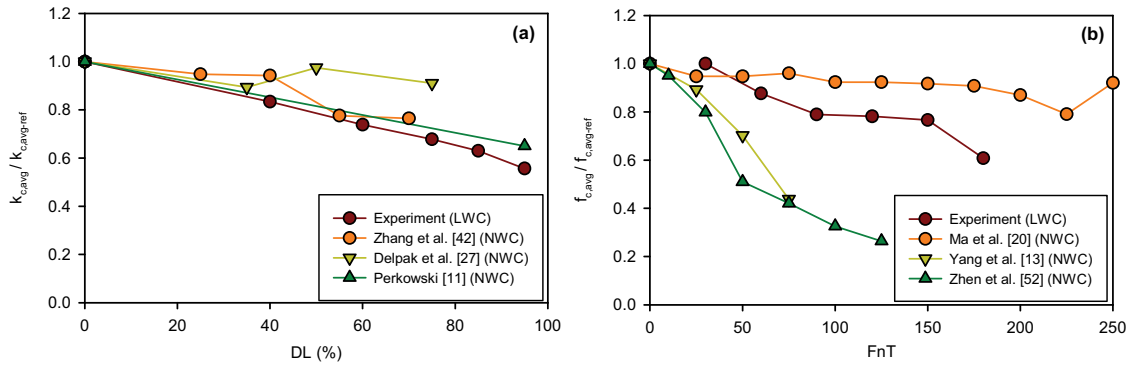 (a)
1.2
1.0
0.8
0.6
0.4
0.2
0.0
k c,avg / k c,avg-ref
Experiment (LWC)
Zhang et al. [42] (NWC)
Delpak et al. [27] (NWC)
Perkowski [11] (NWC)
0 20 40 60 80 100
DL (%)
(b)
1.2
1.0
0.8
0.6
0.4
0.2
0.0
f c,avg / f c,avg-ref
Experiment (LWC)
Ma et al. [20] (NWC)
Yang et al. [13] (NWC)
Zhen et al. [52] (NWC)
0 50 100 150 200 250
FnT